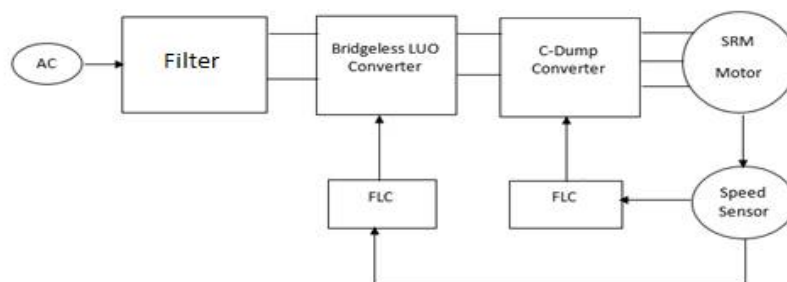 AC
Filter
Bridgeless LUO
Converter
C-Dump
Converter
SRM
Motor
FLC
FLC
Speed
Sensor